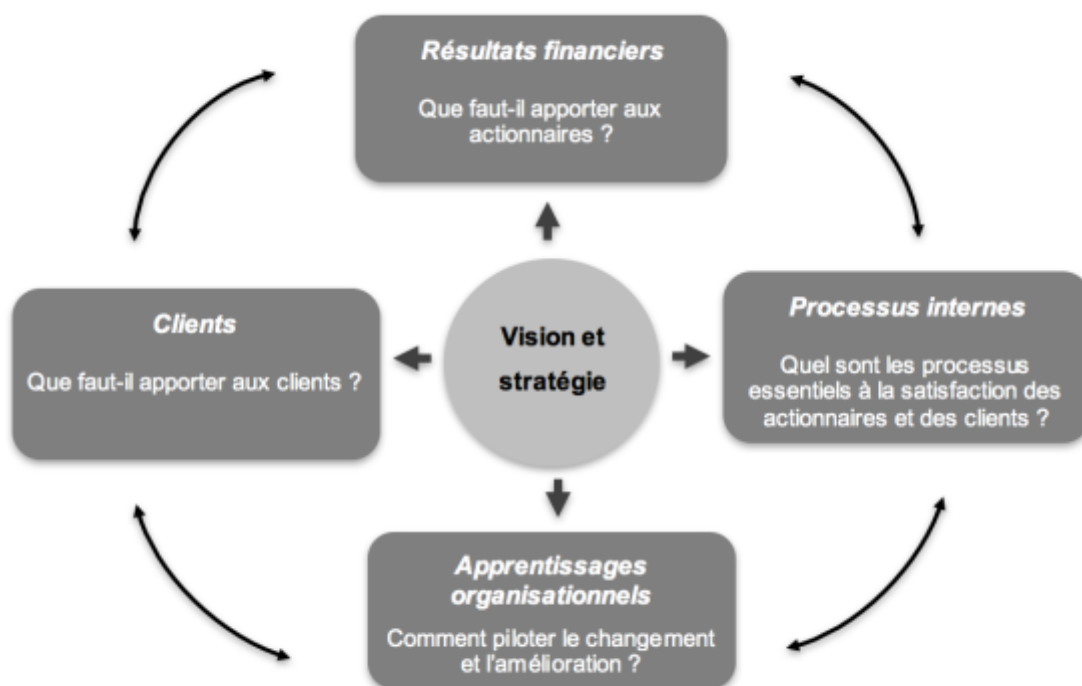 Résultats financiers
Que faut-il apporter aux
actionnaires ?
Clients
Que faut-il apporter aux clients ?
Vision et
stratégie
Processus internes
Quel sont les processus
essentiels à la satisfaction des
actionnaires et des clients ?
Apprentissages
organisationnels
Comment piloter le changement
et l'amélioration ?